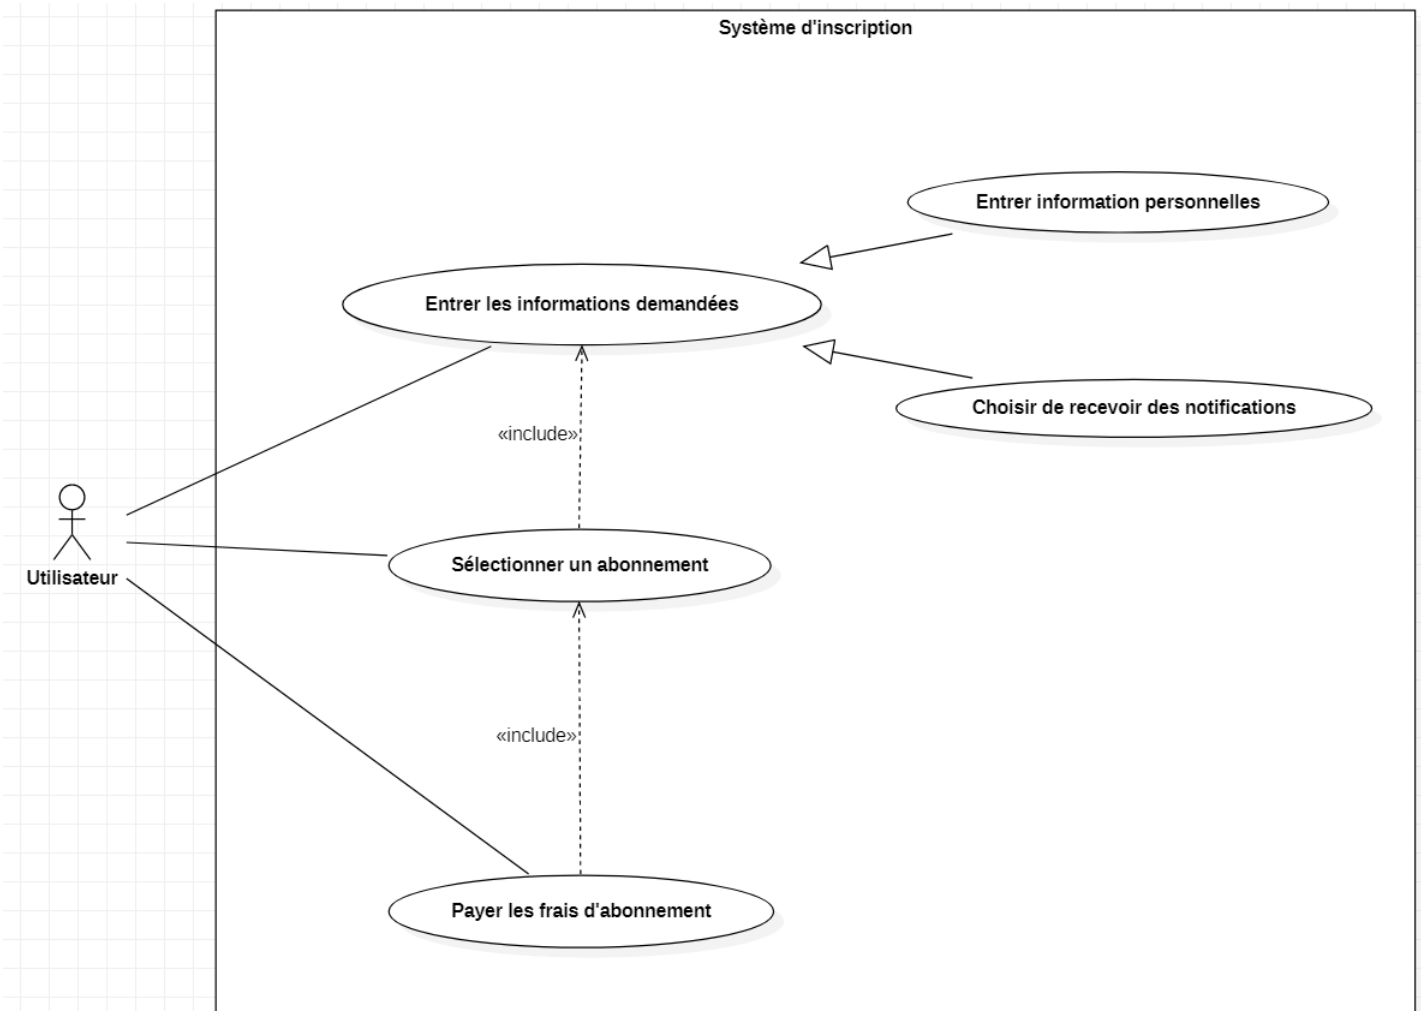 Système d'inscription
Entrer information personnelles
Entrer les informations demandées
Choisir de recevoir des notifications
«include»
Sélectionner un abonnement
Utilisateur
«include»
Payer les frais d'abonnement